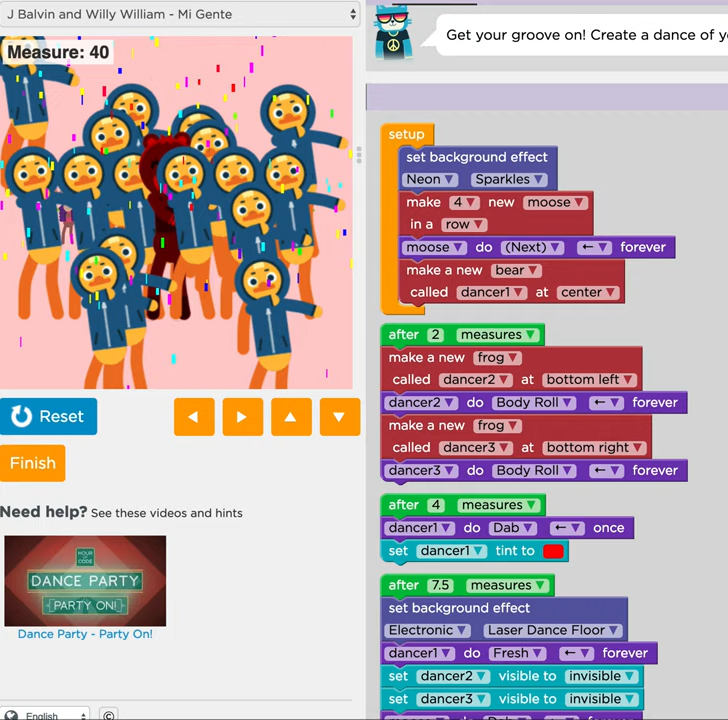 J Balvin and Willy William - Mi Gente
Measure: 40
Reset
Finish
Need help? See these videos and hints
HOUR
OF
CODE
DANCE PARTY
PARTY ON!
Dance Party - Party On!
English
©
Get your groove on! Create a dance of
setup
set background effect
Neon Sparkles
make 4 new moose
in a row
moose do (Next) ← forever
make a new bear
called dancer1 at center
after 2 measures
make a new frog
called dancer2 at bottom left
dancer2 do Body Roll ← forever
make a new frog
called dancer3 at bottom right
dancer3 do Body Roll ← forever
after 4 measures
dancer1 do Dab ← once
set dancer1 tint to
after 7.5 measures
set background effect
Electronic Laser Dance Floor
dancer1 do Fresh ← forever
set dancer2 visible to invisible
set dancer3 visible to invisible